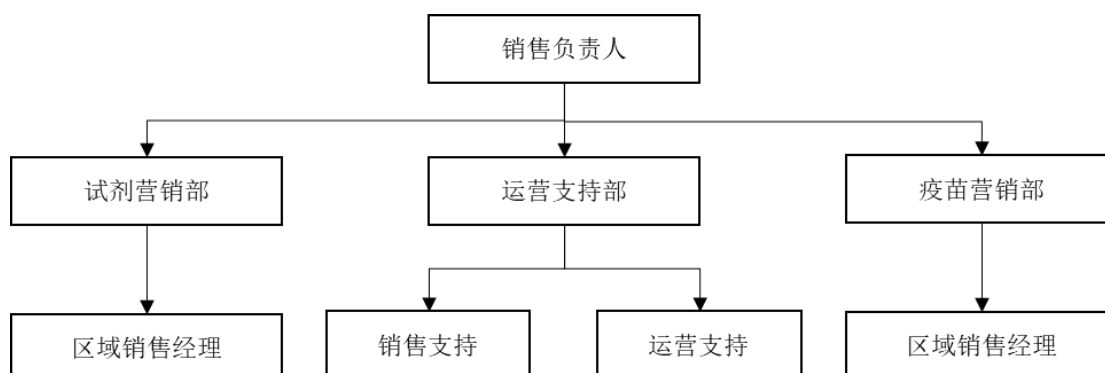 销售负责人
试剂营销部
运营支持部
疫苗营销部
区域销售经理
销售支持
运营支持
区域销售经理